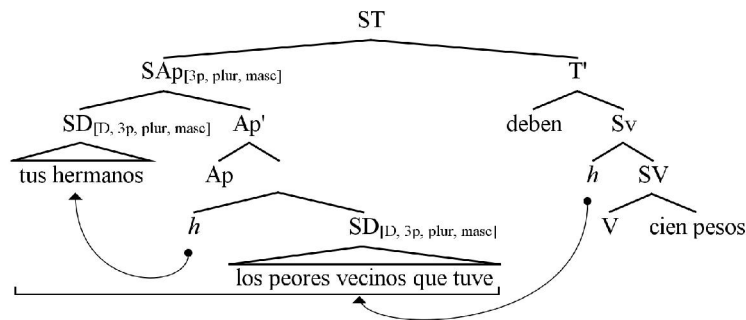 ST
SAp[3p, plur, masc] T'
SD[D, 3p, plur, masc] Ap' deben Sv
tus hermanos Ap h SV
h SD[D, 3p, plur, masc] V cien pesos
los peores vecinos que tuve